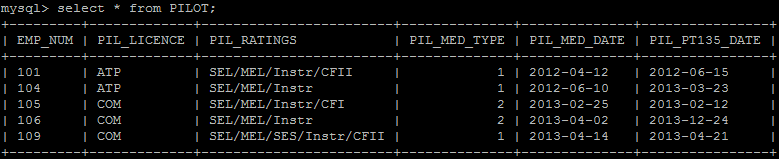 mysql> select * from PILOT;
+---------+-------------+----------------------+--------------+--------------+----------------+
| EMP_NUM | PIL_LICENCE | PIL_RATINGS          | PIL_MED_TYPE | PIL_MED_DATE | PIL_PT135_DATE |
+---------+-------------+----------------------+--------------+--------------+----------------+
| 101     | ATP         | SEL/MEL/Instr/CFII   |            1 | 2012-04-12   | 2012-06-15     |
| 104     | ATP         | SEL/MEL/Instr        |            1 | 2012-06-10   | 2013-03-23     |
| 105     | COM         | SEL/MEL/Instr/CFI    |            2 | 2013-02-25   | 2013-02-12     |
| 106     | COM         | SEL/MEL/Instr        |            2 | 2013-04-02   | 2013-12-24     |
| 109     | COM         | SEL/MEL/SES/Instr/CFII |            1 | 2013-04-14   | 2013-04-21     |
+---------+-------------+----------------------+--------------+--------------+----------------+